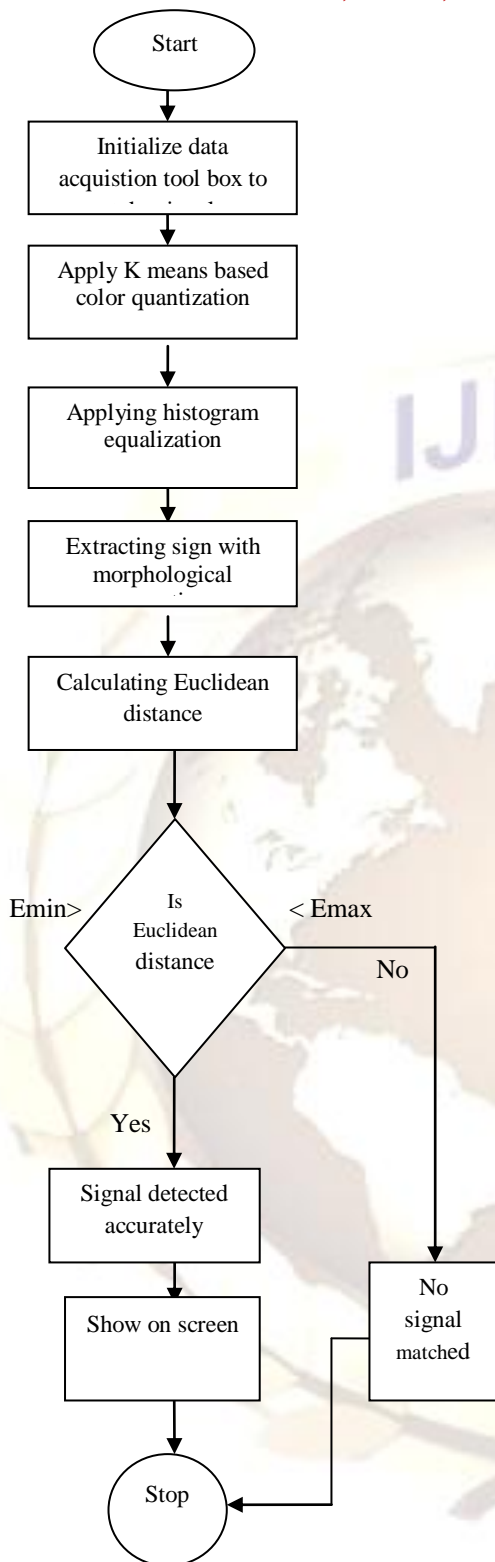 Start
Initialize data
acquistion tool box to
Apply K means based
color quantization
Applying histogram
equalization
Extracting sign with
morphological
Calculating Euclidean
distance
Emin>
Is
Euclidean
distance
< Emax
No
Yes
Signal detected
accurately
Show on screen
No
signal
matched
Stop